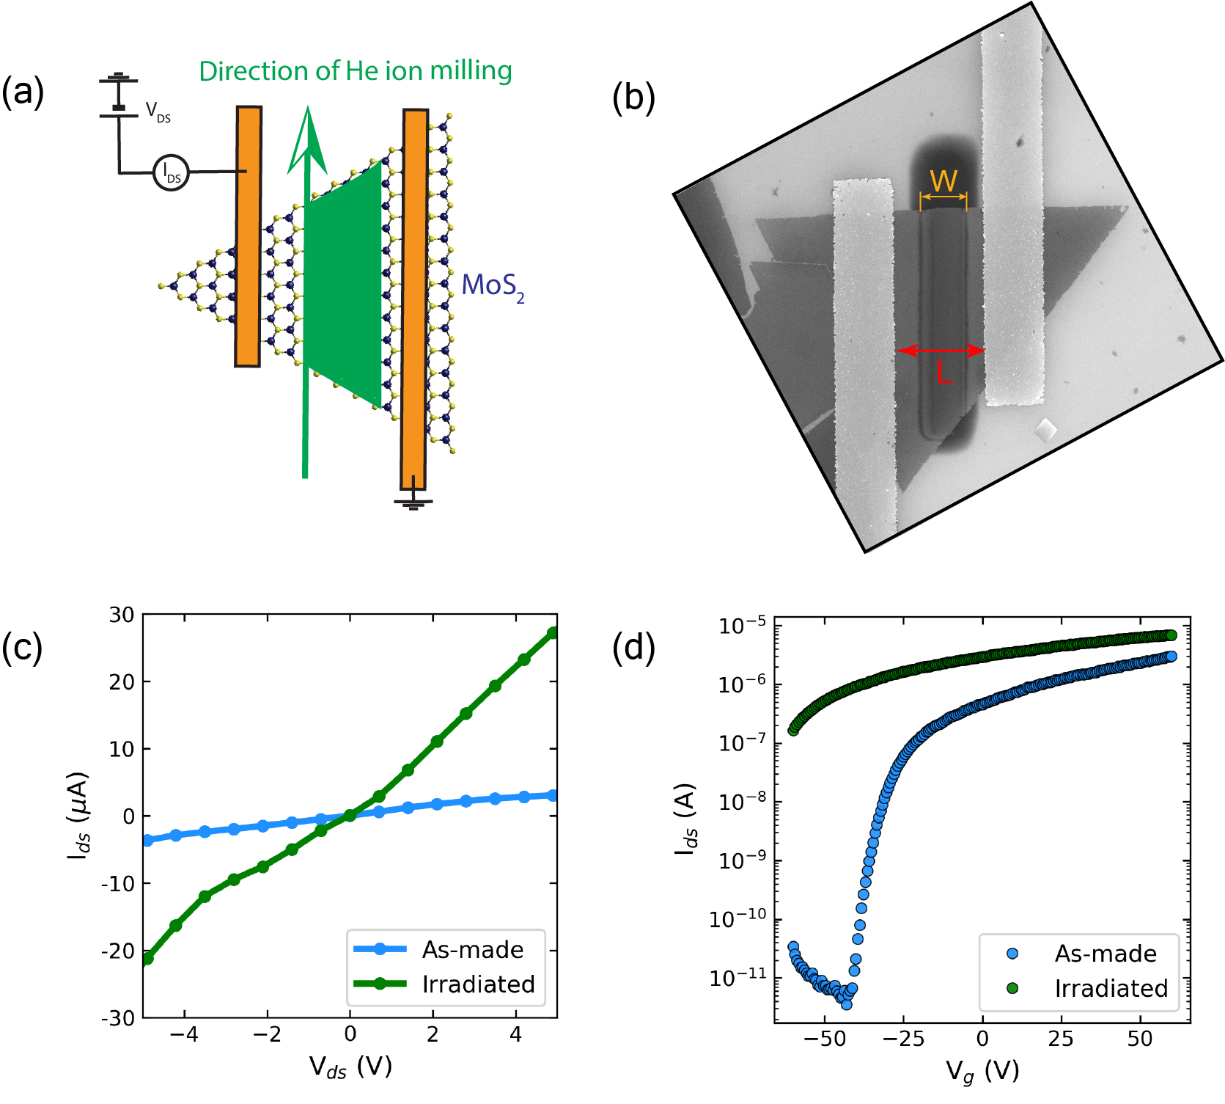 (a)
Direction of He ion milling
V_DS
I_DS
MoS₂
(b)
W
L
(c)
30
20
10
0
-10
-20
-30
I_ds (μA)
−4 −2 0 2 4
V_ds (V)
As-made
Irradiated
(d)
10⁻⁵
10⁻⁶
10⁻⁷
10⁻⁸
10⁻⁹
10⁻¹⁰
10⁻¹¹
I_ds (A)
−50 −25 0 25 50
V_g (V)
As-made
Irradiated